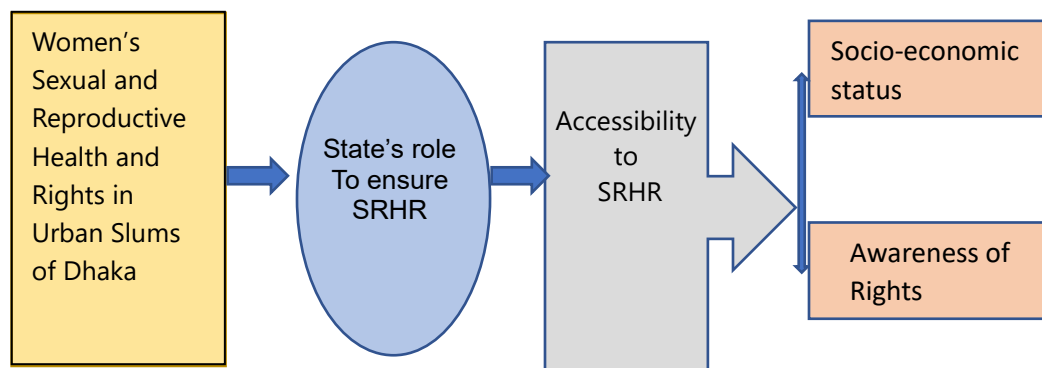 Women’s
Sexual and
Reproductive
Health and
Rights in
Urban Slums
of Dhaka
State’s role
To ensure
SRHR
Accessibility
to
SRHR
Socio-economic
status
Awareness of
Rights